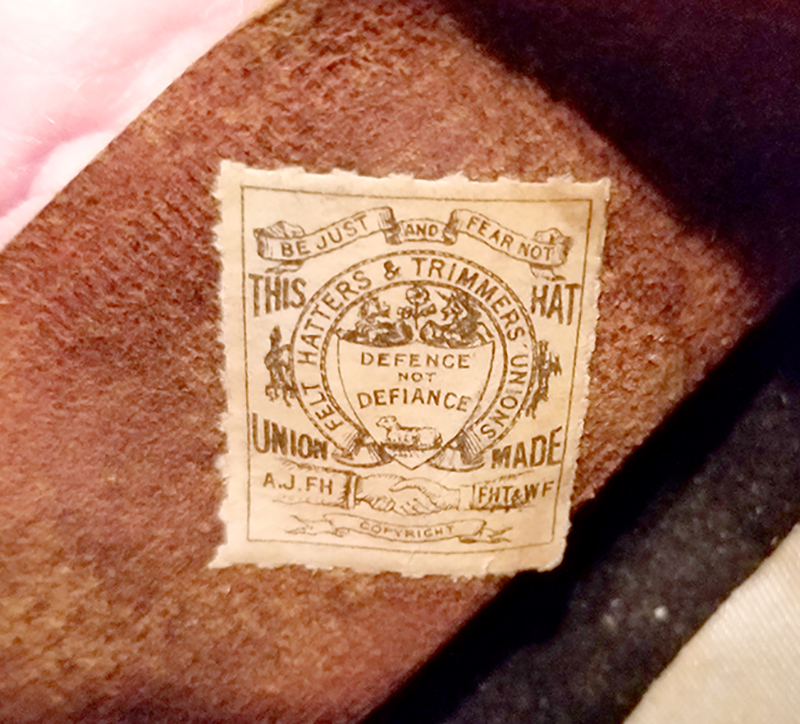 BE JUST AND FEAR NOT
THIS HAT
FELT HATTERS & TRIMMERS' UNIONS
DEFENCE
NOT
DEFIANCE
UNION MADE
A.J.FH FHT&WF
COPYRIGHT